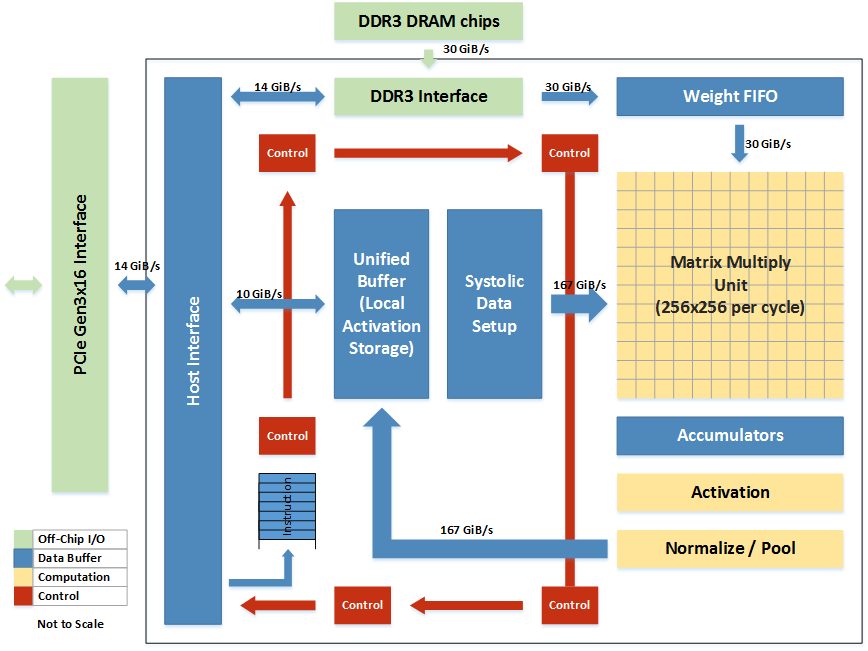 DDR3 DRAM chips
30 GiB/s
14 GiB/s
DDR3 Interface
30 GiB/s
Weight FIFO
30 GiB/s
Control
Control
PCIe Gen3x16 Interface
14 GiB/s
Host Interface
10 GiB/s
Unified
Buffer
(Local
Activation
Storage)
Systolic
Data
Setup
167 GiB/s
Matrix Multiply
Unit
(256x256 per cycle)
Control
Accumulators
Instruction
Activation
167 GiB/s
Normalize / Pool
Control
Control
Off-Chip I/O
Data Buffer
Computation
Control
Not to Scale